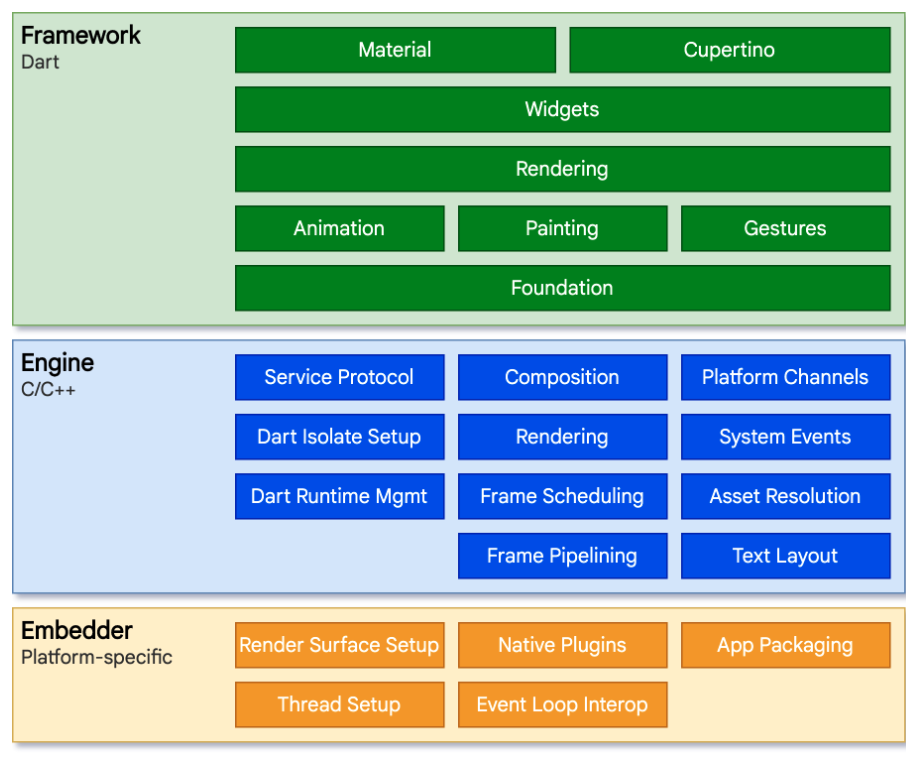 Framework
Dart
Material
Cupertino
Widgets
Rendering
Animation
Painting
Gestures
Foundation
Engine
C/C++
Service Protocol
Composition
Platform Channels
Dart Isolate Setup
Rendering
System Events
Dart Runtime Mgmt
Frame Scheduling
Asset Resolution
Frame Pipelining
Text Layout
Embedder
Platform-specific
Render Surface Setup
Native Plugins
App Packaging
Thread Setup
Event Loop Interop